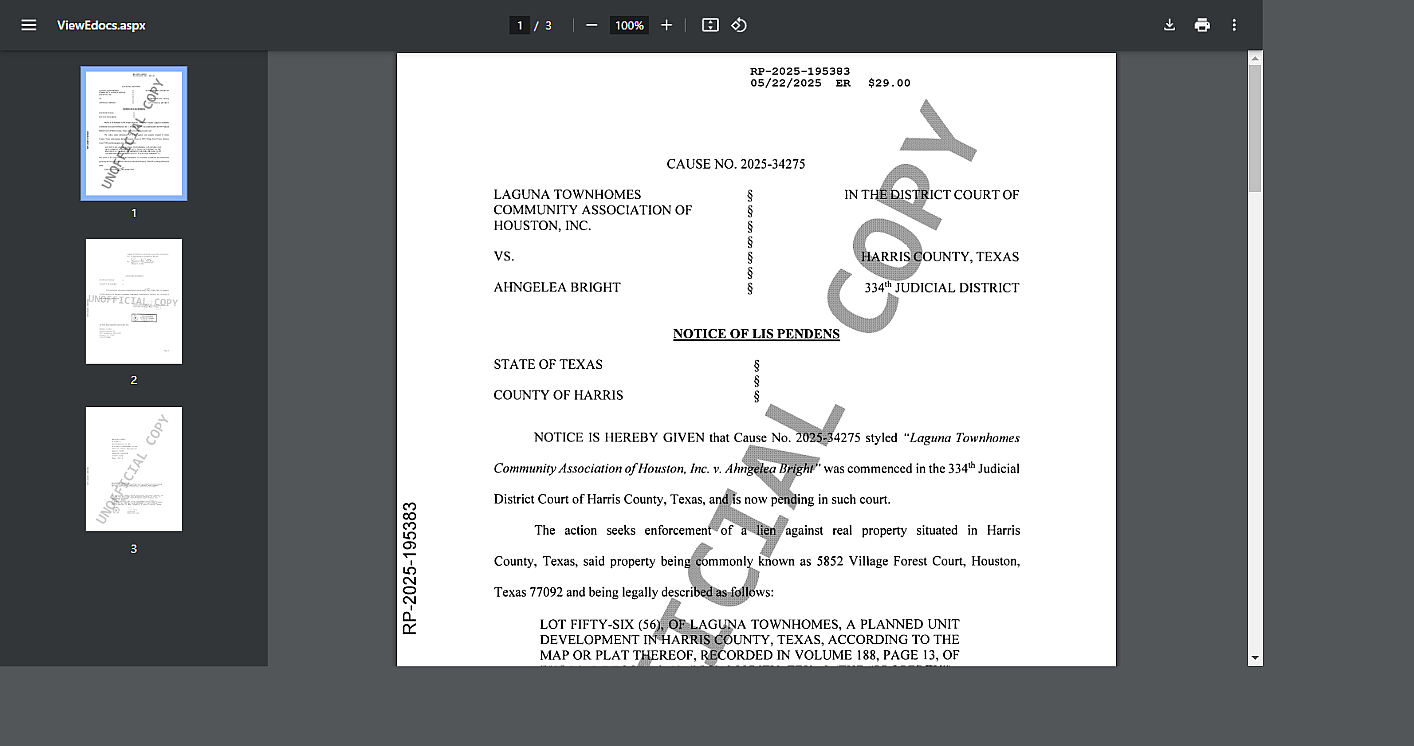 ViewEdocs.aspx
1 / 3
100%
RP-2025-195383
05/22/2025 ER $29.00
CAUSE NO. 2025-34275
LAGUNA TOWNHOMES § IN THE DISTRICT COURT OF
COMMUNITY ASSOCIATION OF §
HOUSTON, INC. §
§
VS. § HARRIS COUNTY, TEXAS
§
AHNGELEA BRIGHT § 334th JUDICIAL DISTRICT
NOTICE OF LIS PENDENS
STATE OF TEXAS §
§
COUNTY OF HARRIS §
NOTICE IS HEREBY GIVEN that Cause No. 2025-34275 styled “Laguna Townhomes
Community Association of Houston, Inc. v. Ahngelea Bright” was commenced in the 334th Judicial
District Court of Harris County, Texas, and is now pending in such court.
The action seeks enforcement of a lien against real property situated in Harris
County, Texas, said property being commonly known as 5852 Village Forest Court, Houston,
Texas 77092 and being legally described as follows:
LOT FIFTY-SIX (56), OF LAGUNA TOWNHOMES, A PLANNED UNIT
DEVELOPMENT IN HARRIS COUNTY, TEXAS, ACCORDING TO THE
MAP OR PLAT THEREOF, RECORDED IN VOLUME 188, PAGE 13, OF
RP-2025-195383
ICIAL COPY
UNOFFICIAL COPY
1
UNOFFICIAL COPY
2
UNOFFICIAL COPY
3